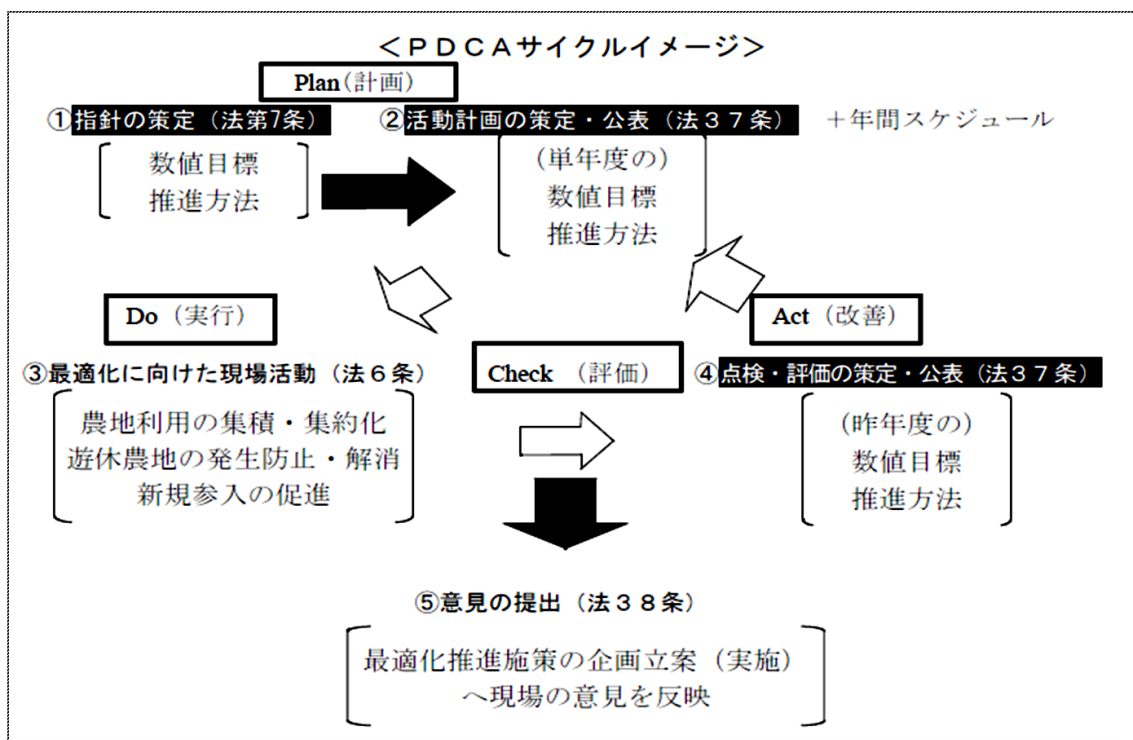 ＜ＰＤＣＡサイクルイメージ＞
Plan(計画)
①指針の策定（法第7条）
②活動計画の策定・公表（法３７条）
＋年間スケジュール
数値目標
推進方法
(単年度の)
数値目標
推進方法
Do（実行）
Act（改善）
③最適化に向けた現場活動（法６条）
Check （評価）
④点検・評価の策定・公表（法３７条）
農地利用の集積・集約化
遊休農地の発生防止・解消
新規参入の促進
(昨年度の)
数値目標
推進方法
⑤意見の提出（法３８条）
最適化推進施策の企画立案（実施）
へ現場の意見を反映